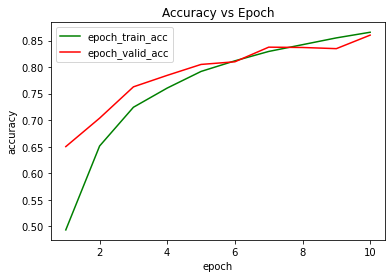 Accuracy vs Epoch
epoch_train_acc
epoch_valid_acc
accuracy
0.85
0.80
0.75
0.70
0.65
0.60
0.55
0.50
2 4 6 8 10
epoch